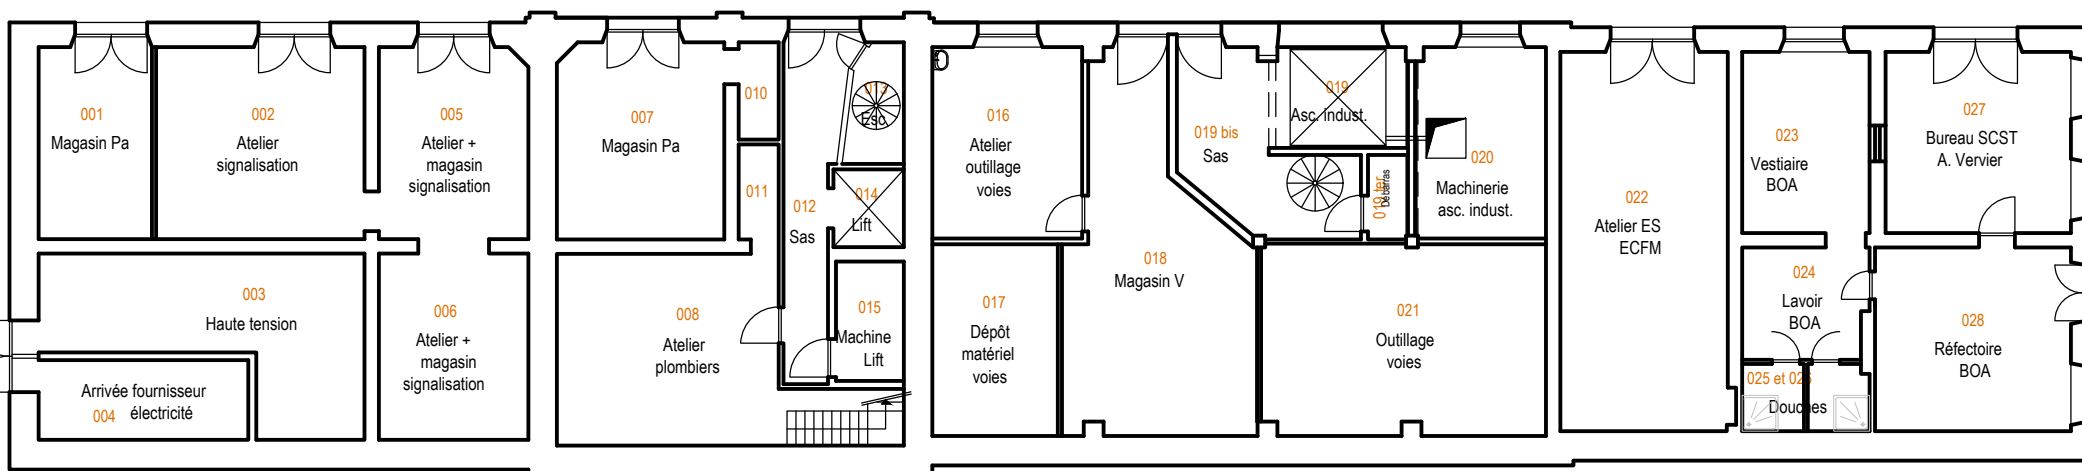 001
Magasin Pa
002
Atelier
signalisation
005
Atelier +
magasin
signalisation
003
Haute tension
Arrivée fournisseur
électricité
004
006
Atelier +
magasin
signalisation
007
Magasin Pa
010
011
008
Atelier
plombiers
012
Sas
013
Esc
014
Lift
015
Machine
Lift
016
Atelier
outillage
voies
017
Dépôt
matériel
voies
018
Magasin V
019 bis
Sas
019
Asc. indust.
019 ter
Débarras
020
Machinerie
asc. indust.
021
Outillage
voies
022
Atelier ES
ECFM
023
Vestiaire
BOA
024
Lavoir
BOA
025 et 026
Douches
027
Bureau SCST
A. Vervier
028
Réfectoire
BOA